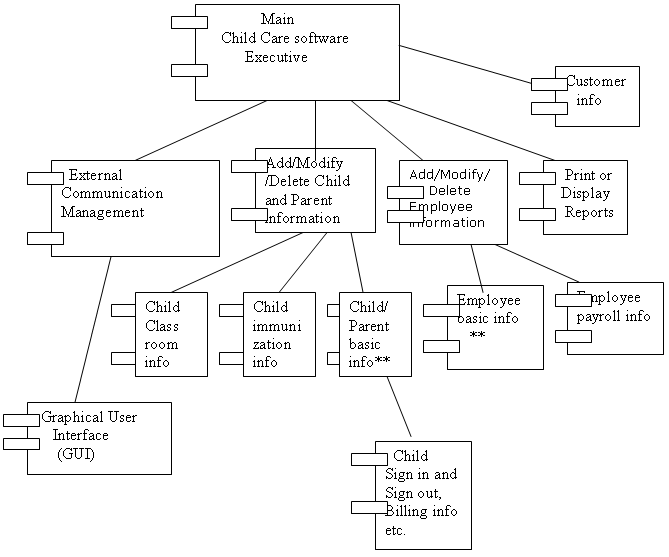 Main
Child Care software
Executive
Customer
info
External
Communication
Management
Add/Modify
/Delete Child
and Parent
Information
Add/Modify/
Delete
Employee
Information
Print or
Display
Reports
Child
Class
room
info
Child
immuni
zation
info
Child/
Parent
basic
info**
Employee
basic info
**
Employee
payroll info
Graphical User
Interface
(GUI)
Child
Sign in and
Sign out,
Billing info
etc.